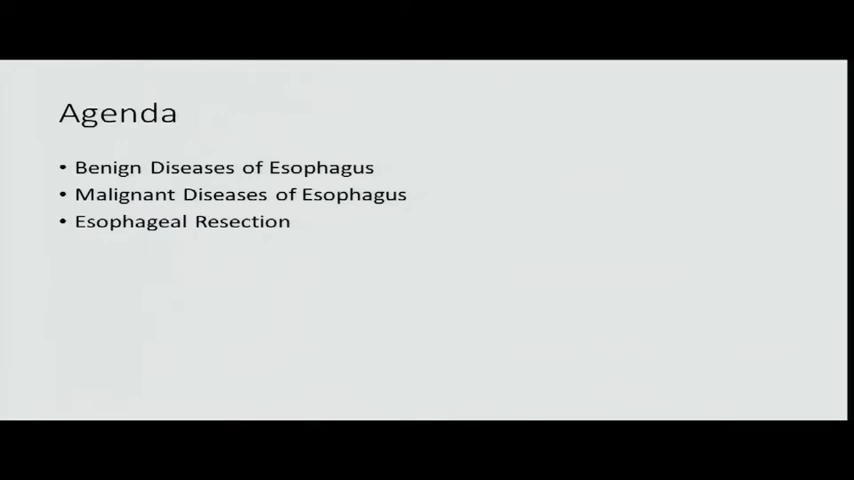 Agenda
• Benign Diseases of Esophagus
• Malignant Diseases of Esophagus
• Esophageal Resection